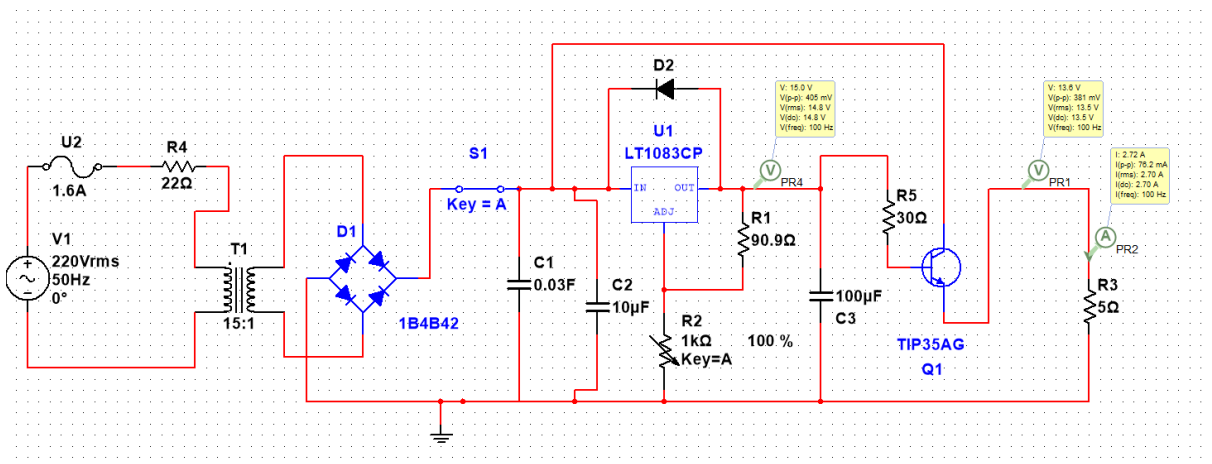 U2
1.6A
R4
22Ω
V1
220Vrms
50Hz
0°
T1
15:1
D1
1B4B42
S1
Key = A
C1
0.03F
C2
10µF
D2
U1
LT1083CP
IN
OUT
ADJ
R1
90.9Ω
R2
1kΩ
Key=A
100 %
V: 15.0 V
V(p-p): 405 mV
V(rms): 14.8 V
V(dc): 14.8 V
V(freq): 100 Hz
V
PR4
100µF
C3
R5
30Ω
TIP35AG
Q1
V: 13.6 V
V(p-p): 381 mV
V(rms): 13.5 V
V(dc): 13.5 V
V(freq): 100 Hz
V
PR1
I: 2.72 A
I(p-p): 76.2 mA
I(rms): 2.70 A
I(dc): 2.70 A
I(freq): 100 Hz
A
PR2
R3
5Ω